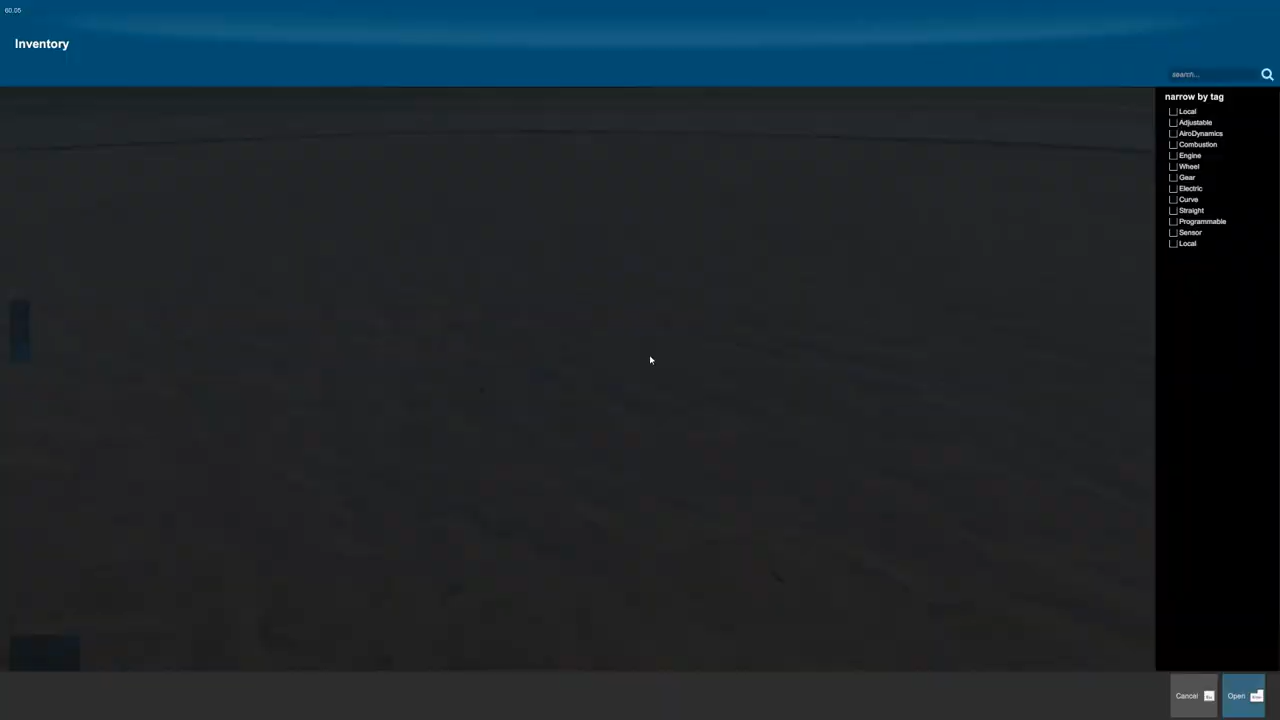 60.05
Inventory
search...
narrow by tag
Local
Adjustable
AiroDynamics
Combustion
Engine
Wheel
Gear
Electric
Curve
Straight
Programmable
Sensor
Local
Cancel
Open